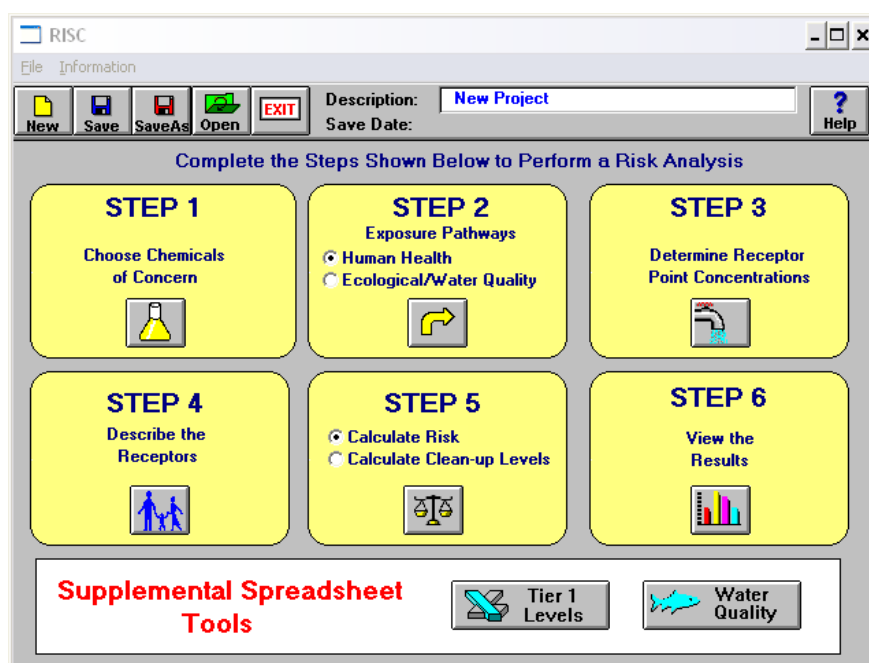 RISC
File Information
New Save SaveAs Open EXIT Description: New Project Help
Save Date:
Complete the Steps Shown Below to Perform a Risk Analysis
STEP 1
Choose Chemicals
of Concern
STEP 2
Exposure Pathways
Human Health
Ecological/Water Quality
STEP 3
Determine Receptor
Point Concentrations
STEP 4
Describe the
Receptors
STEP 5
Calculate Risk
Calculate Clean-up Levels
STEP 6
View the
Results
Supplemental Spreadsheet
Tools
Tier 1
Levels
Water
Quality